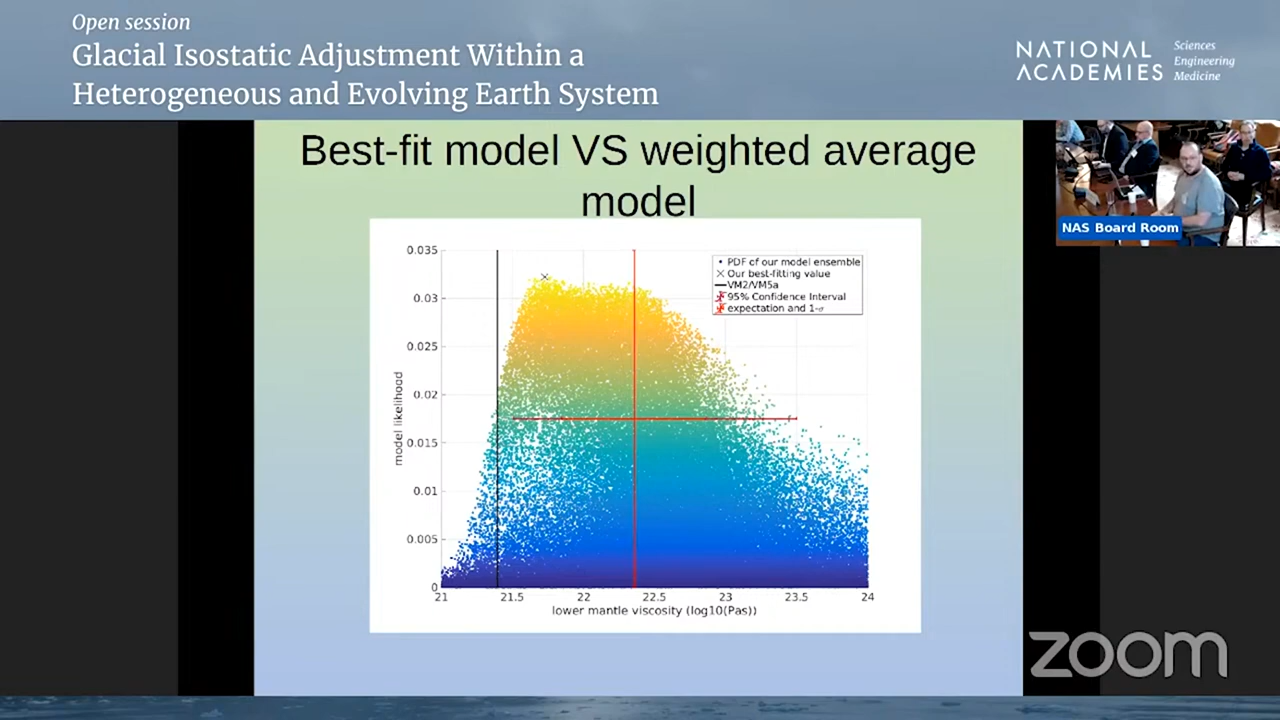 Open session
Glacial Isostatic Adjustment Within a
Heterogeneous and Evolving Earth System
NATIONAL
ACADEMIES
Sciences
Engineering
Medicine
Best-fit model VS weighted average
model
NAS Board Room
0.035
0.03
0.025
0.02
0.015
0.01
0.005
0
model likelihood
PDF of our model ensemble
Our best-fitting value
VM2/VM5a
95% Confidence Interval
expectation and 1-σ
21
21.5
22
22.5
23
23.5
24
lower mantle viscosity (log10(Pas))
zoom